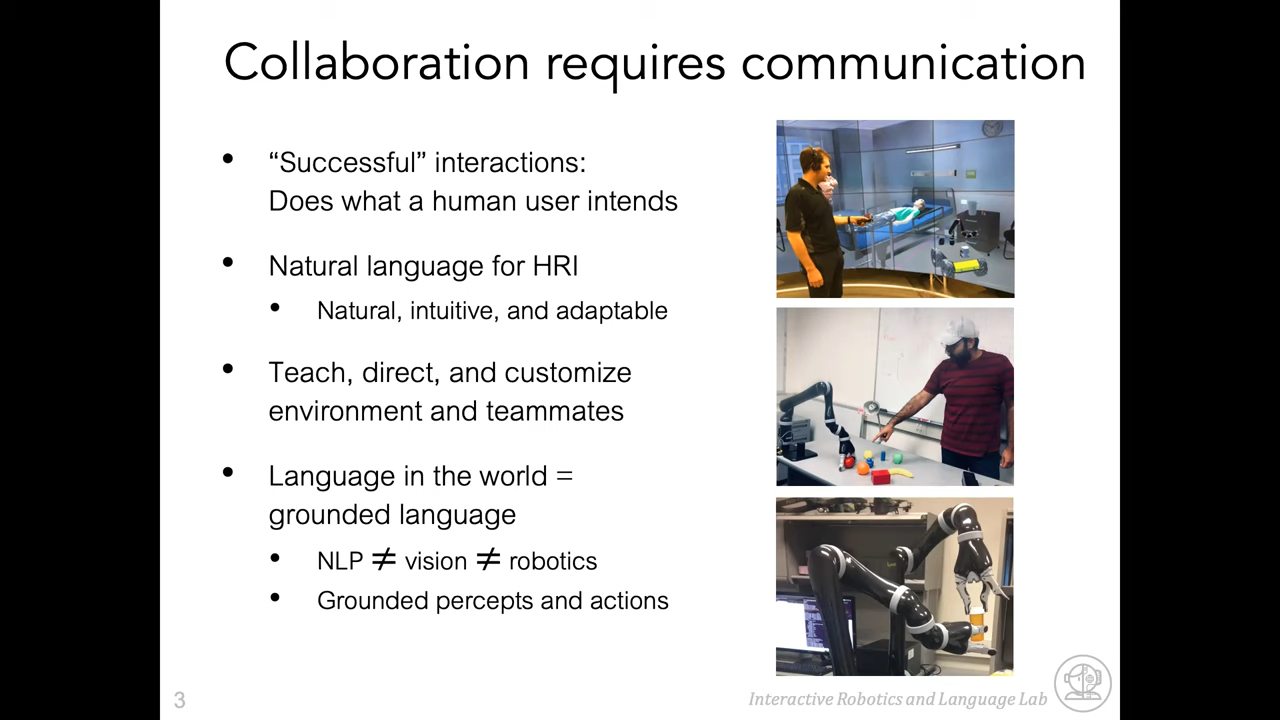 Collaboration requires communication
• “Successful” interactions:
Does what a human user intends
• Natural language for HRI
• Natural, intuitive, and adaptable
• Teach, direct, and customize
environment and teammates
• Language in the world =
grounded language
• NLP ≠ vision ≠ robotics
• Grounded percepts and actions
3
Interactive Robotics and Language Lab